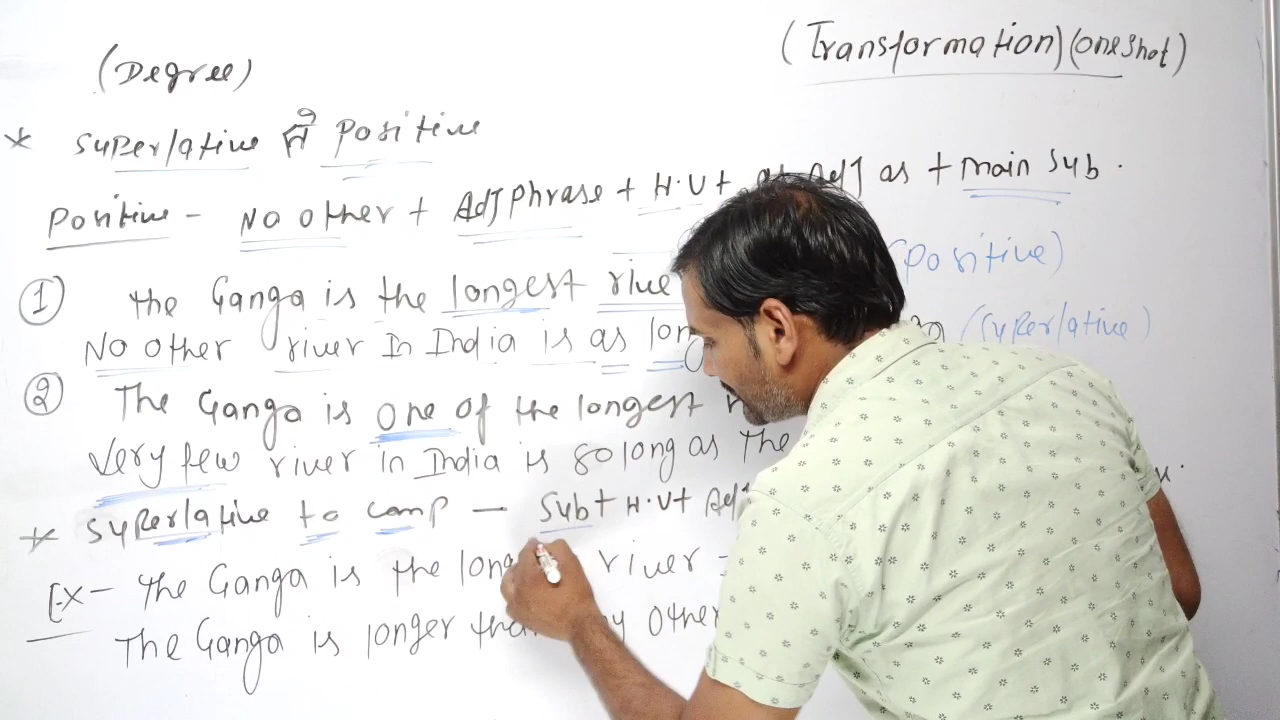 (Degree)
(Transformation)(oneshot)
* Superlative से Positive
Positive - No other + Adj Phrase + H.V + as Adj as + main Sub.
(Positive)
① the Ganga is the longest
No other river In India is as
(Superlative)
② The Ganga is one of the longest
Very few river in India is so long as The
* Superlative to comp - Sub + H.V + Adj
Ex - The Ganga is the river
The Ganga is longer other